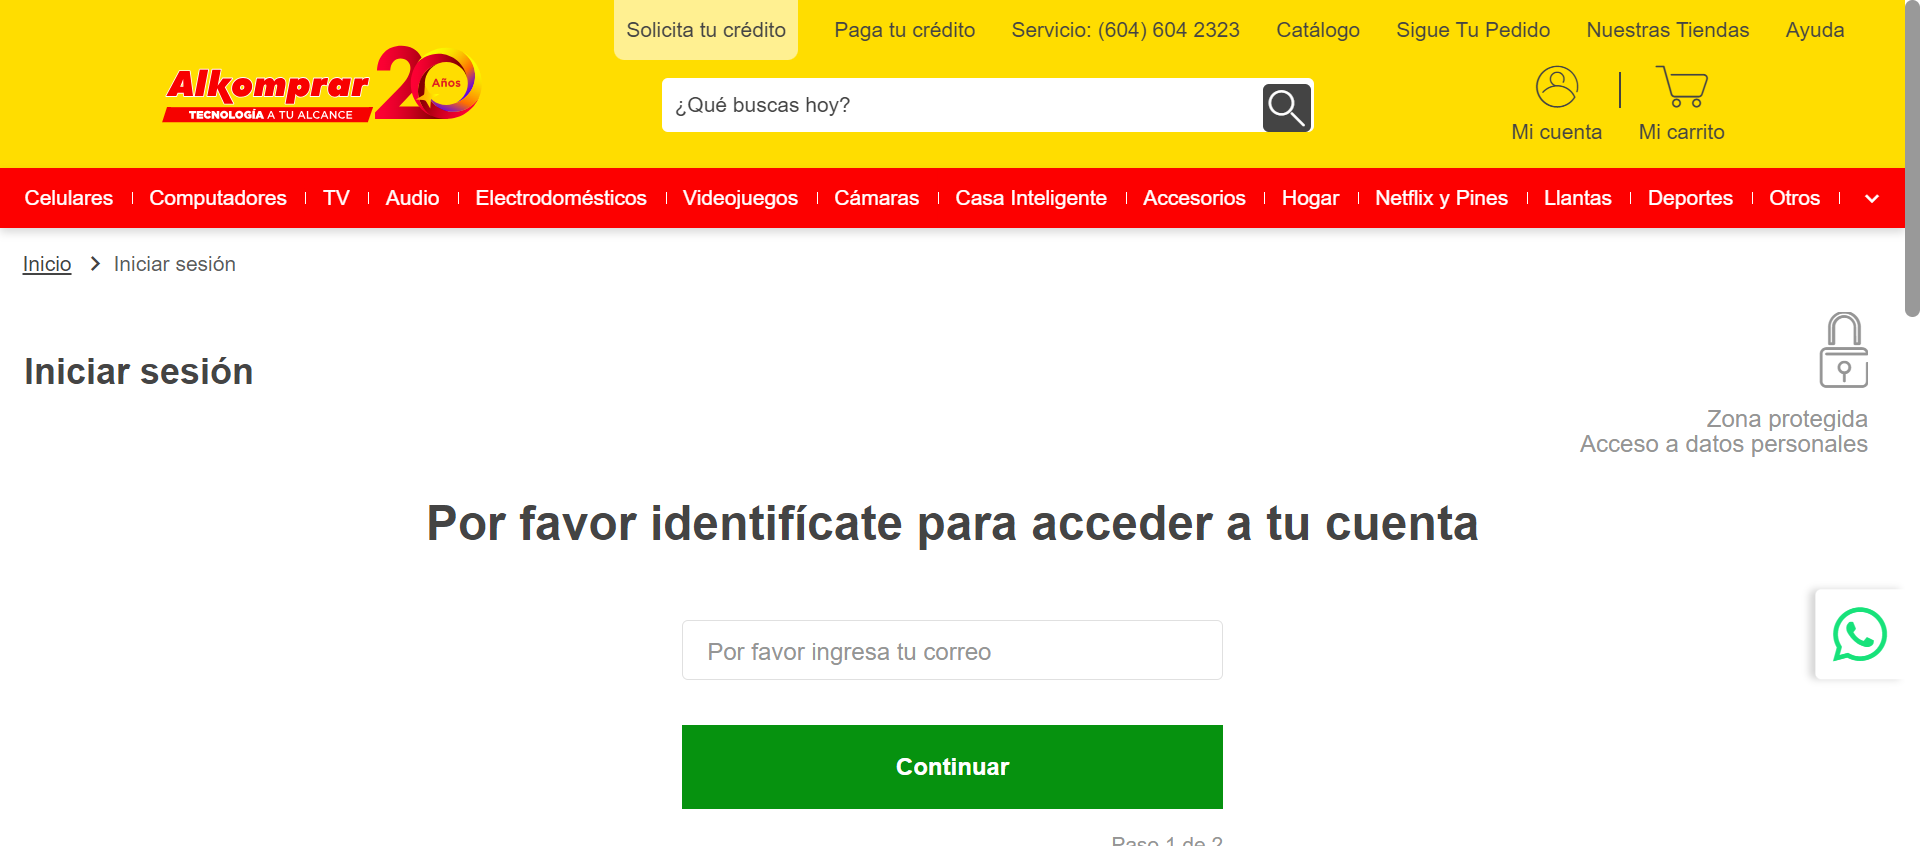 Solicita tu crédito
Paga tu crédito
Servicio: (604) 604 2323
Catálogo
Sigue Tu Pedido
Nuestras Tiendas
Ayuda
Alkomprar 20 Años
TECNOLOGÍA A TU ALCANCE
¿Qué buscas hoy?
Mi cuenta
Mi carrito
Celulares
Computadores
TV
Audio
Electrodomésticos
Videojuegos
Cámaras
Casa Inteligente
Accesorios
Hogar
Netflix y Pines
Llantas
Deportes
Otros
Inicio
Iniciar sesión
Iniciar sesión
Zona protegida
Acceso a datos personales
Por favor identifícate para acceder a tu cuenta
Por favor ingresa tu correo
Continuar
Paso 1 de 2